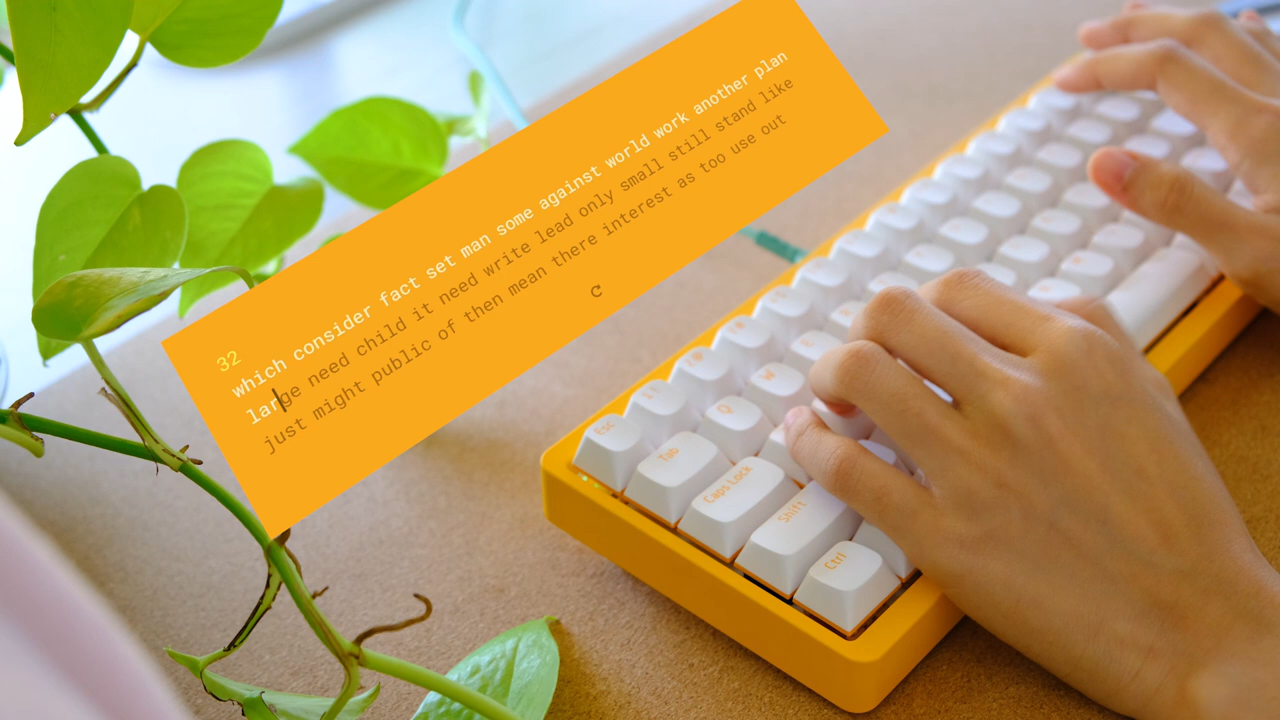 32
which consider fact set man some against world work another plan
large need child it need write lead only small still stand like
just might public of then mean there interest as too use out
Esc
1 !
Tab
Q
W
Caps Lock
Shift
Ctrl